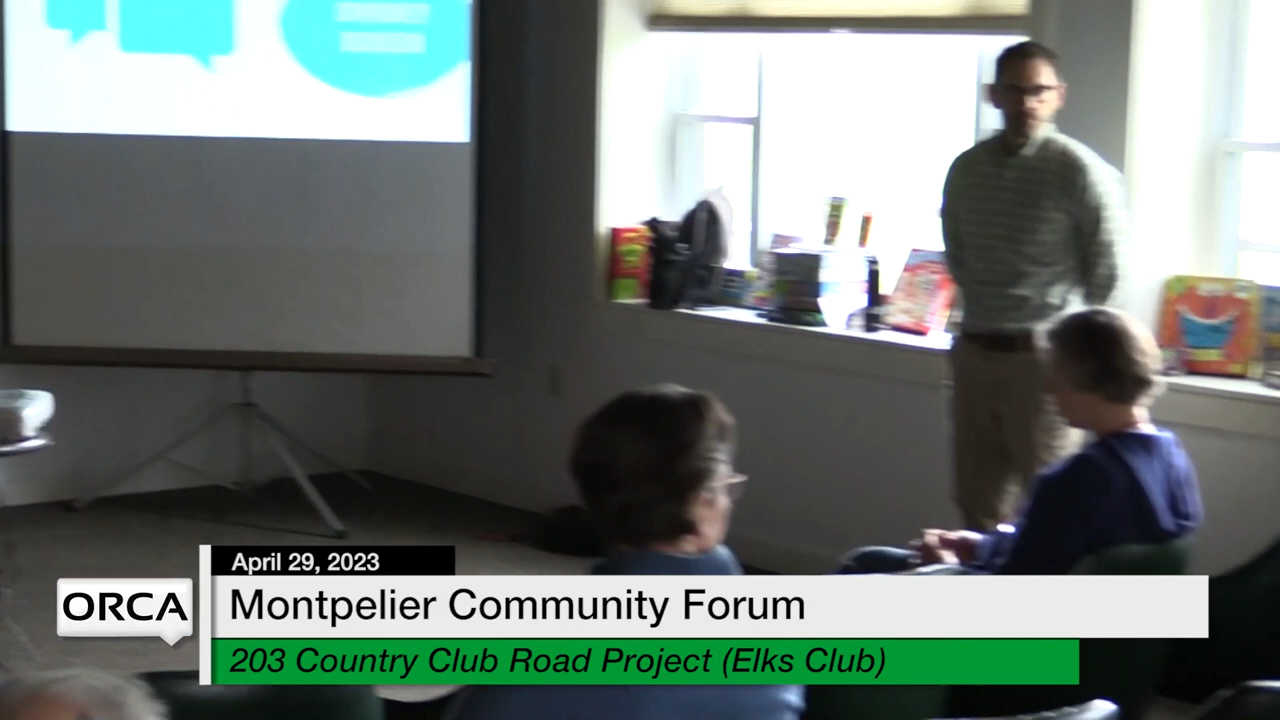 April 29, 2023
ORCA
Montpelier Community Forum
203 Country Club Road Project (Elks Club)